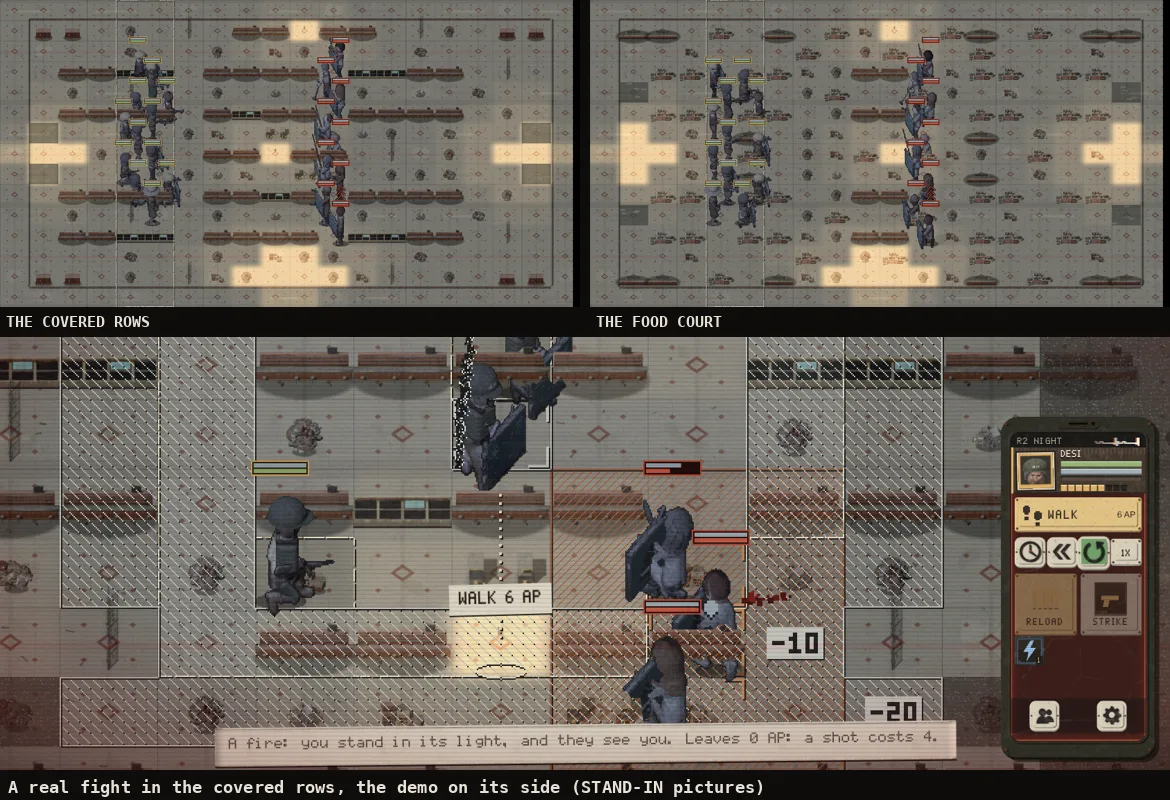 THE COVERED ROWS
THE FOOD COURT
R2 NIGHT
DESI
WALK 6 AP
1X
RELOAD STRIKE
1
WALK 6 AP
-10
-20
A fire: you stand in its light, and they see you. Leaves 0 AP: a shot costs 4.
A real fight in the covered rows, the demo on its side (STAND-IN pictures)